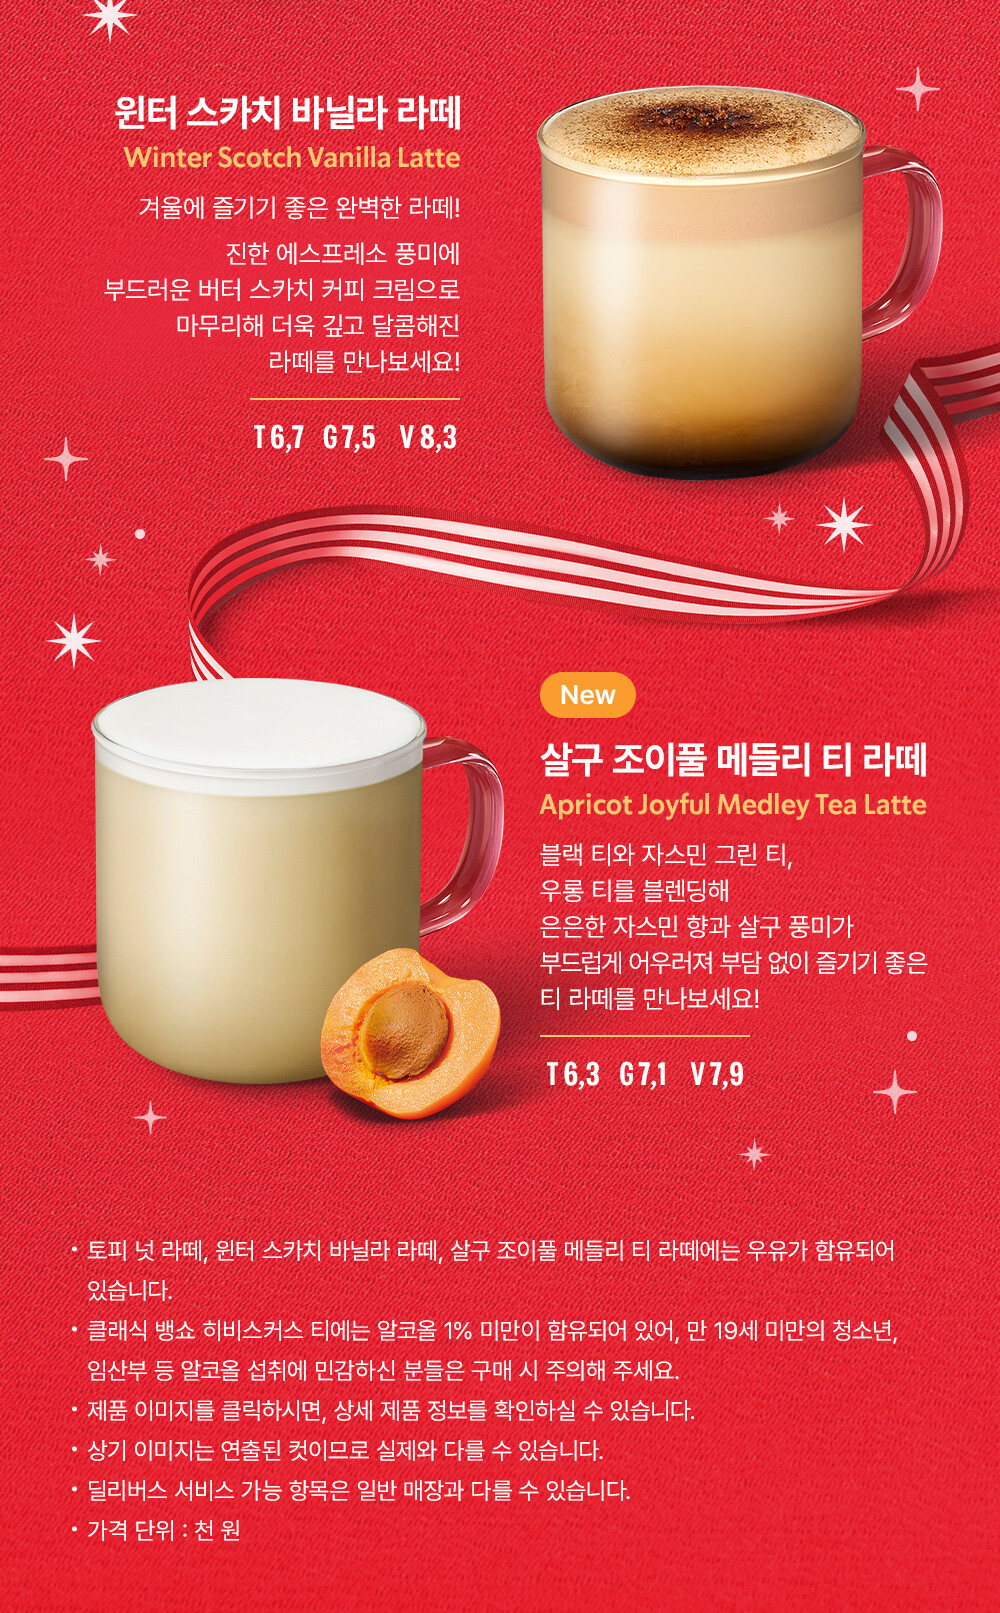 윈터 스카치 바닐라 라떼
Winter Scotch Vanilla Latte
겨울에 즐기기 좋은 완벽한 라떼!
진한 에스프레소 풍미에
부드러운 버터 스카치 커피 크림으로
마무리해 더욱 깊고 달콤해진
라떼를 만나보세요!
T 6,7 G 7,5 V 8,3
New
살구 조이풀 메들리 티 라떼
Apricot Joyful Medley Tea Latte
블랙 티와 자스민 그린 티,
우롱 티를 블렌딩해
은은한 자스민 향과 살구 풍미가
부드럽게 어우러져 부담 없이 즐기기 좋은
티 라떼를 만나보세요!
T 6,3 G 7,1 V 7,9
• 토피 넛 라떼, 윈터 스카치 바닐라 라떼, 살구 조이풀 메들리 티 라떼에는 우유가 함유되어
있습니다.
• 클래식 뱅쇼 히비스커스 티에는 알코올 1% 미만이 함유되어 있어, 만 19세 미만의 청소년,
임산부 등 알코올 섭취에 민감하신 분들은 구매 시 주의해 주세요.
• 제품 이미지를 클릭하시면, 상세 제품 정보를 확인하실 수 있습니다.
• 상기 이미지는 연출된 컷이므로 실제와 다를 수 있습니다.
• 딜리버스 서비스 가능 항목은 일반 매장과 다를 수 있습니다.
• 가격 단위 : 천 원